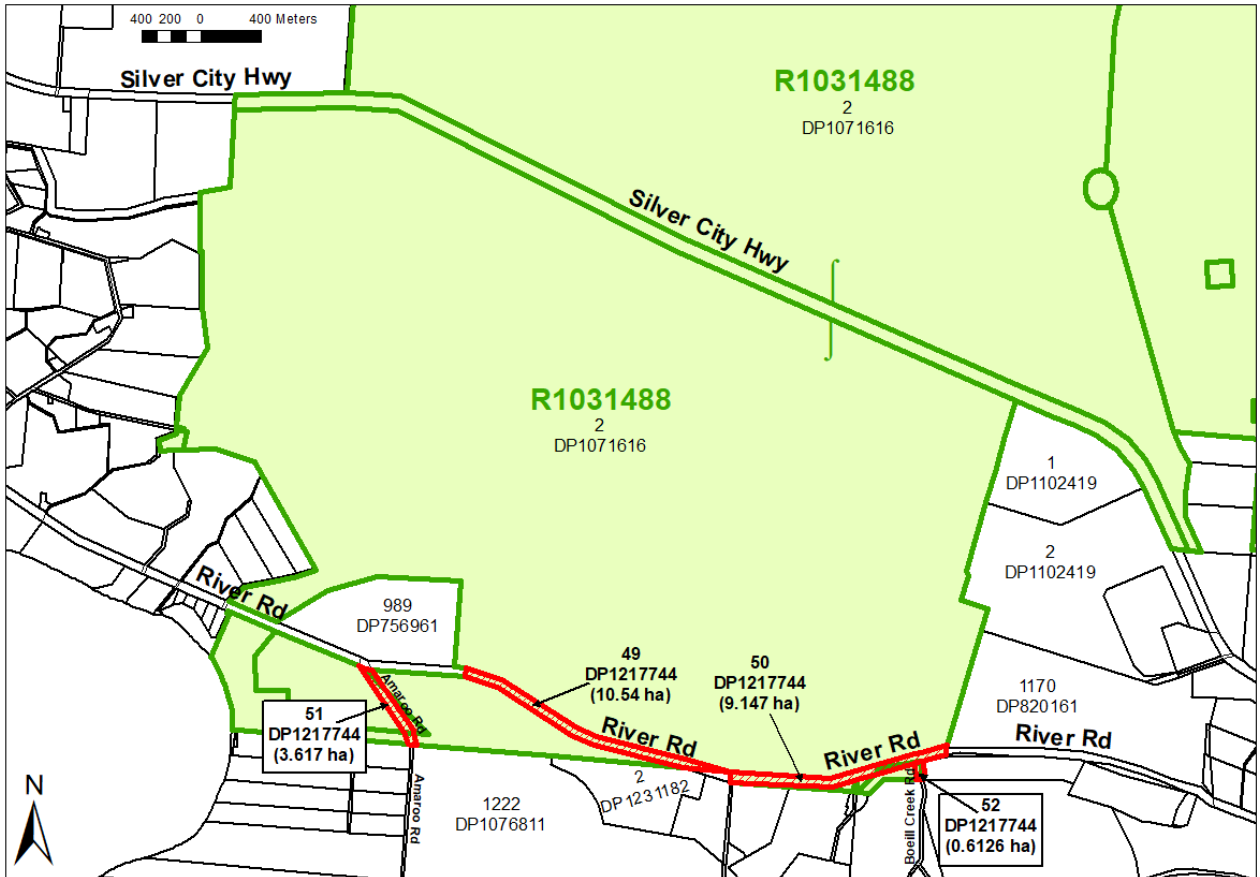 400 200 0 400 Meters
Silver City Hwy
R1031488
2
DP1071616
Silver City Hwy
R1031488
2
DP1071616
1
DP1102419
2
DP1102419
River Rd
989
DP756961
49
DP1217744
(10.54 ha)
50
DP1217744
(9.147 ha)
1170
DP820161
51
DP1217744
(3.617 ha)
Amaroo Rd
River Rd
River Rd
River Rd
N
Amaroo Rd
1222
DP1076811
2
DP1231182
Boeill Creek Rd
52
DP1217744
(0.6126 ha)